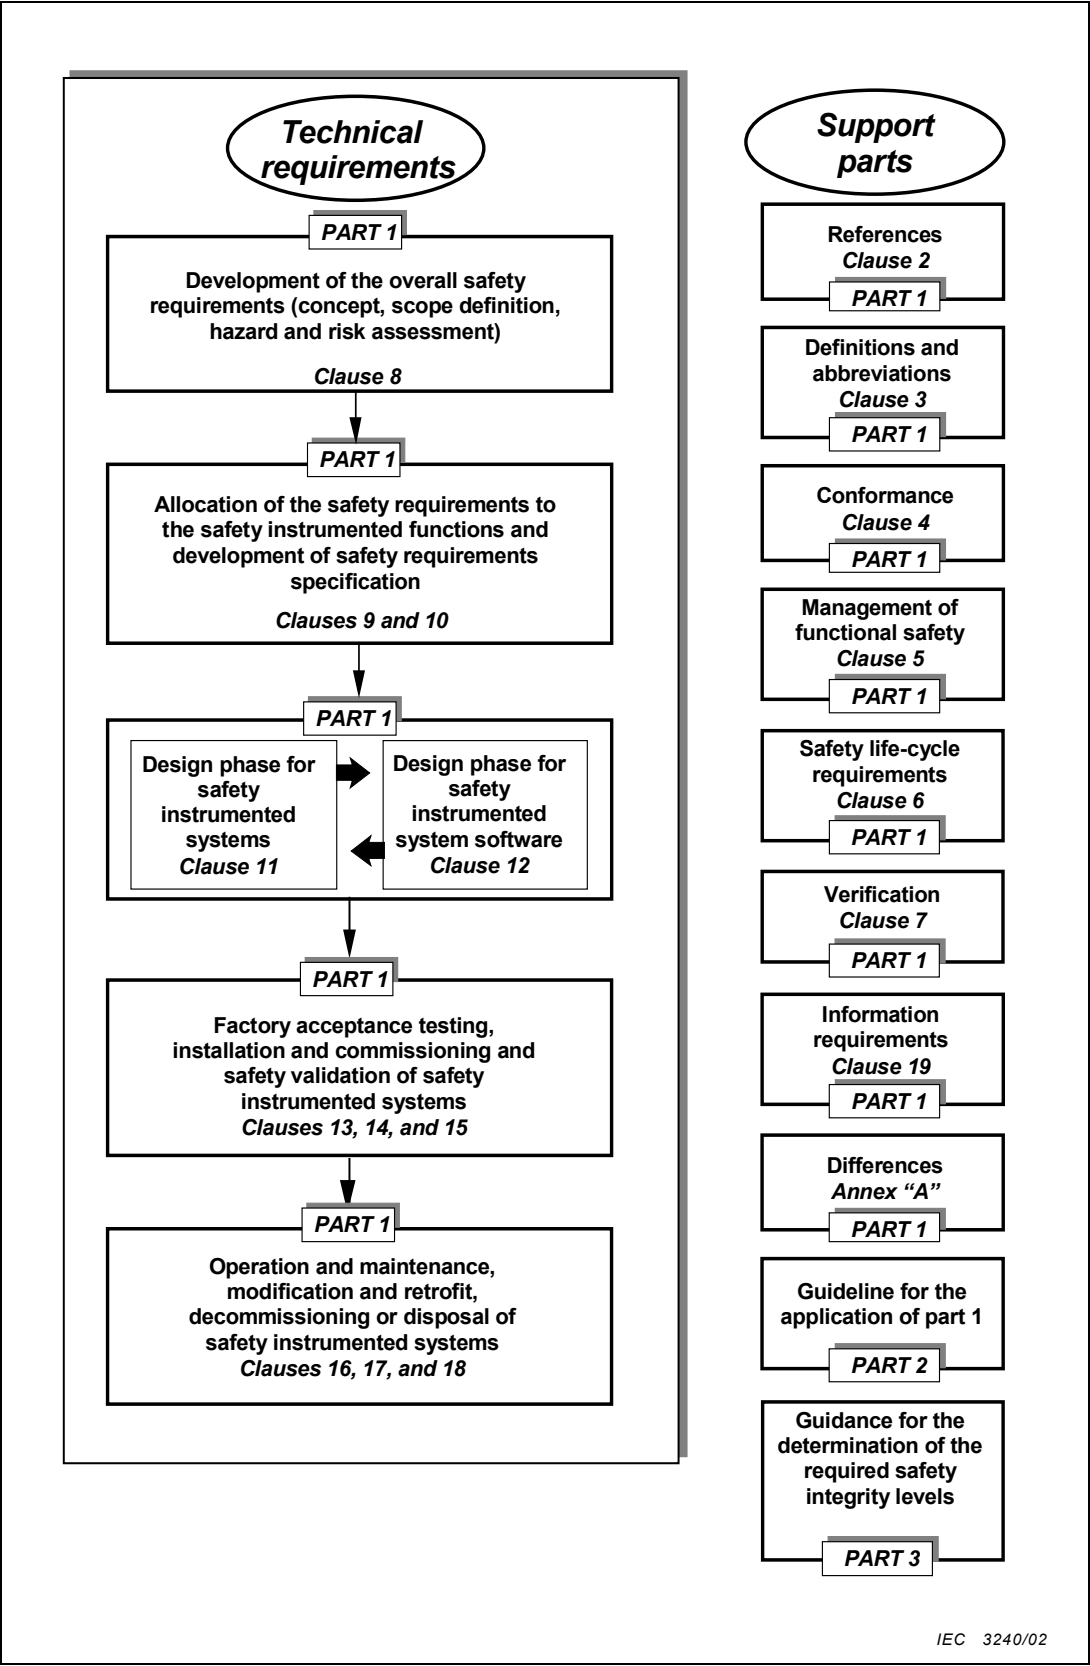 Technical
requirements
PART 1
Development of the overall safety
requirements (concept, scope definition,
hazard and risk assessment)
Clause 8
PART 1
Allocation of the safety requirements to
the safety instrumented functions and
development of safety requirements
specification
Clauses 9 and 10
PART 1
Design phase for
safety
instrumented
systems
Clause 11
Design phase for
safety
instrumented
system software
Clause 12
PART 1
Factory acceptance testing,
installation and commissioning and
safety validation of safety
instrumented systems
Clauses 13, 14, and 15
PART 1
Operation and maintenance,
modification and retrofit,
decommissioning or disposal of
safety instrumented systems
Clauses 16, 17, and 18
Support
parts
References
Clause 2
PART 1
Definitions and
abbreviations
Clause 3
PART 1
Conformance
Clause 4
PART 1
Management of
functional safety
Clause 5
PART 1
Safety life-cycle
requirements
Clause 6
PART 1
Verification
Clause 7
PART 1
Information
requirements
Clause 19
PART 1
Differences
Annex “A”
PART 1
Guideline for the
application of part 1
PART 2
Guidance for the
determination of the
required safety
integrity levels
PART 3
IEC 3240/02